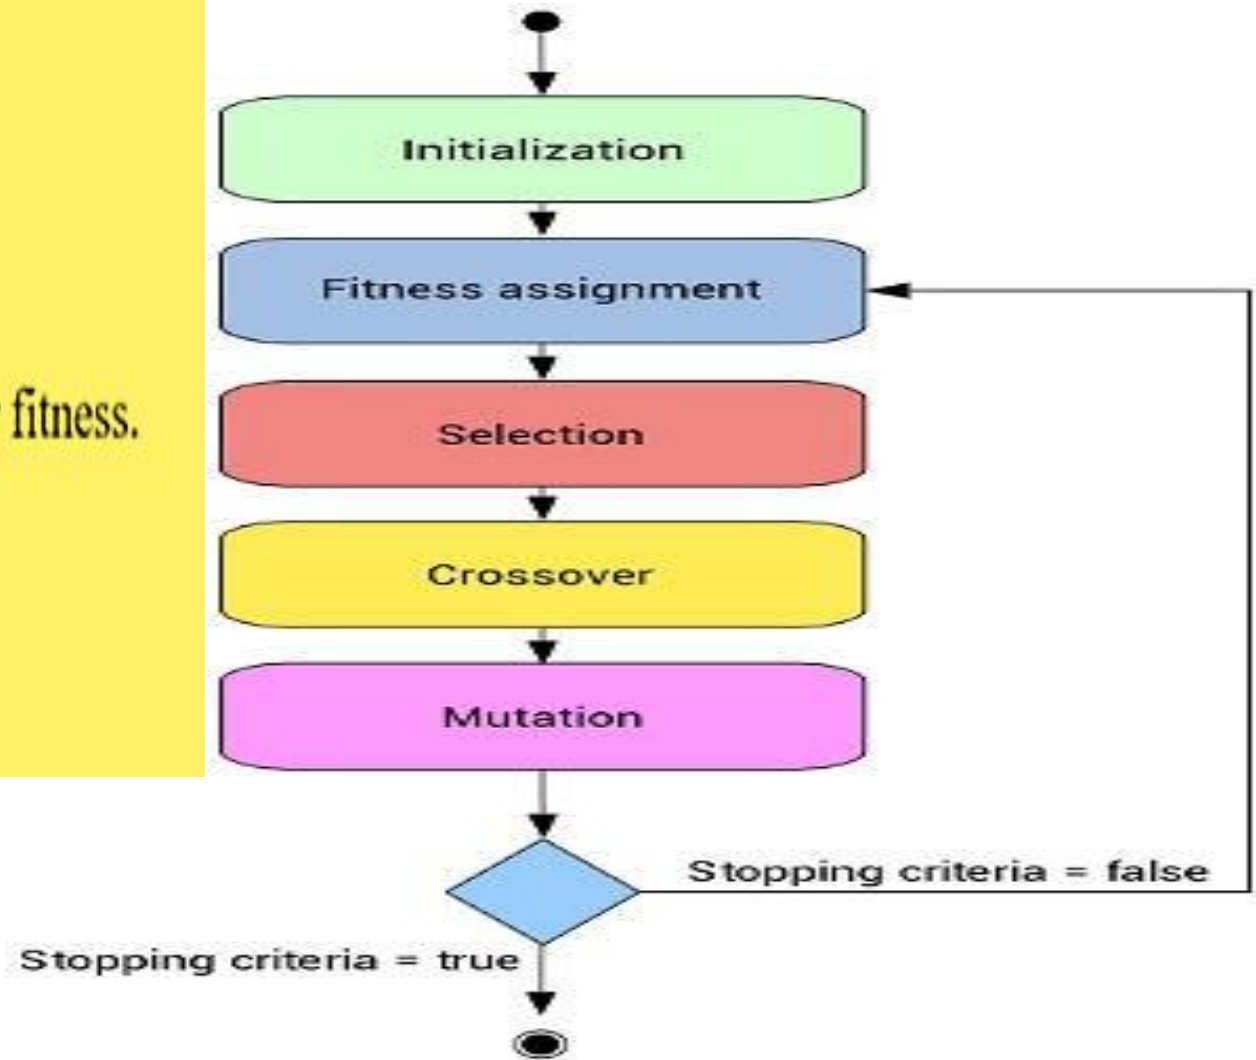 Initialization
Fitness assignment
fitness.
Selection
Crossover
Mutation
Stopping criteria = false
Stopping criteria = true